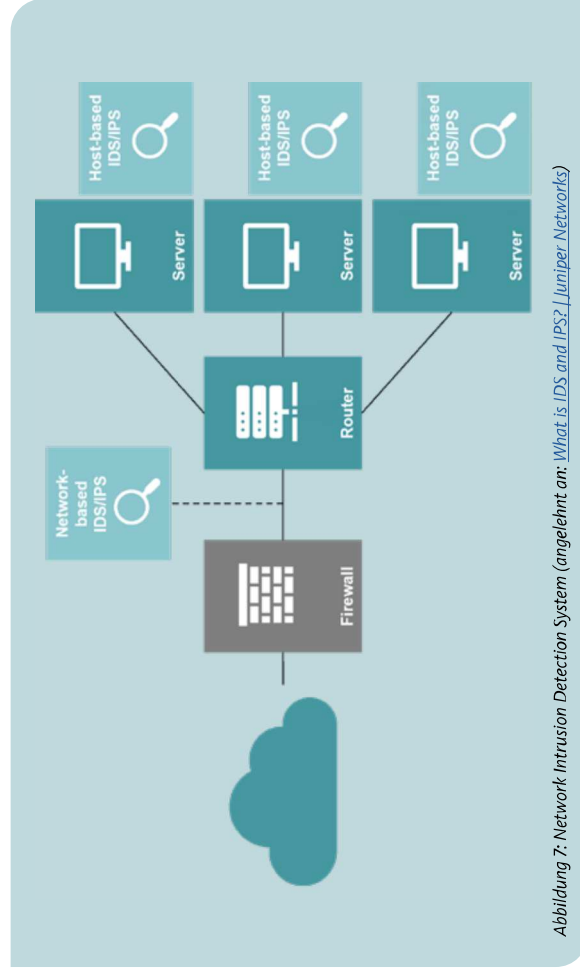 Firewall
Network-
based
IDS/IPS
Router
Server
Host-based
IDS/IPS
Server
Host-based
IDS/IPS
Server
Host-based
IDS/IPS
Abbildung 7: Network Intrusion Detection System (angelehnt an: What is IDS and IPS? | Juniper Networks)